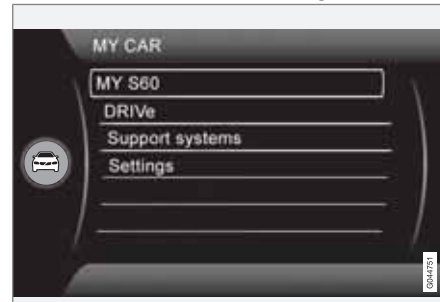 MY CAR
MY S60
DRIVe
Support systems
Settings
G044751